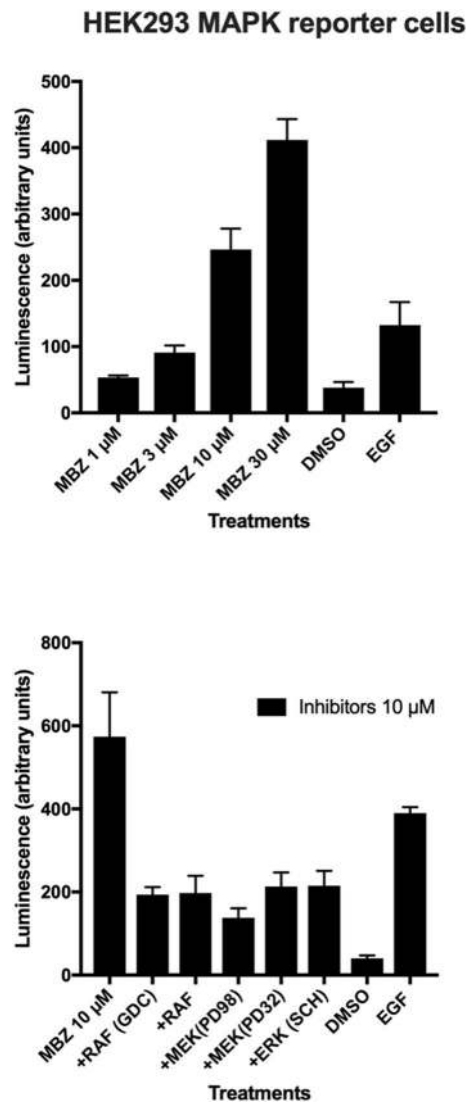 HEK293 MAPK reporter cells
Luminescence (arbitrary units)
500
400
300
200
100
0
MBZ 1 µM
MBZ 3 µM
MBZ 10 µM
MBZ 30 µM
DMSO
EGF
Treatments
Luminescence (arbitrary units)
800
600
400
200
0
Inhibitors 10 µM
MBZ 10 µM
+RAF (GDC)
+RAF
+MEK(PD98)
+MEK(PD32)
+ERK (SCH)
DMSO
EGF
Treatments